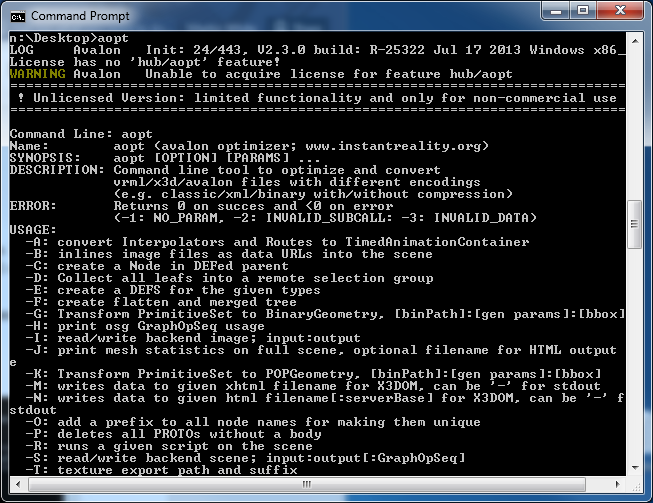 Command Prompt
n:\Desktop>aopt
LOG     Avalon   Init: 24/443, V2.3.0 build: R-25322 Jul 17 2013 Windows x86_
License has no 'hub/aopt' feature!
WARNING Avalon   Unable to acquire license for feature hub/aopt
================================================================================
! Unlicensed Version: limited functionality and only for non-commercial use
================================================================================
Command Line: aopt
Name:        aopt (avalon optimizer; www.instantreality.org)
SYNOPSIS:    aopt [OPTION] [PARAMS] ...
DESCRIPTION: Command line tool to optimize and convert
vrml/x3d/avalon files with different encodings
(e.g. classic/xml/binary with/without compression)
ERROR:       Returns 0 on succes and <0 on error
(-1: NO_PARAM, -2: INVALID_SUBCALL: -3: INVALID_DATA)
USAGE:
-A: convert Interpolators and Routes to TimedAnimationContainer
-B: inlines image files as data URLs into the scene
-C: create a Node in DEFed parent
-D: Collect all leafs into a remote selection group
-E: create a DEFS for the given types
-F: create flatten and merged tree
-G: Transform PrimitiveSet to BinaryGeometry, [binPath]:[gen params]:[bbox]
-H: print osg GraphOpSeq usage
-I: read/write backend image; input:output
-J: print mesh statistics on full scene, optional filename for HTML output
e
-K: Transform PrimitiveSet to POPGeometry, [binPath]:[gen params]:[bbox]
-M: writes data to given xhtml filename for X3DOM, can be '-' for stdout
-N: writes data to given html filename[:serverBase] for X3DOM, can be '-' f
stdout
-O: add a prefix to all node names for making them unique
-P: deletes all PROTOs without a body
-R: runs a given script on the scene
-S: read/write backend scene; input:output[:GraphOpSeq]
-T: texture export path and suffix